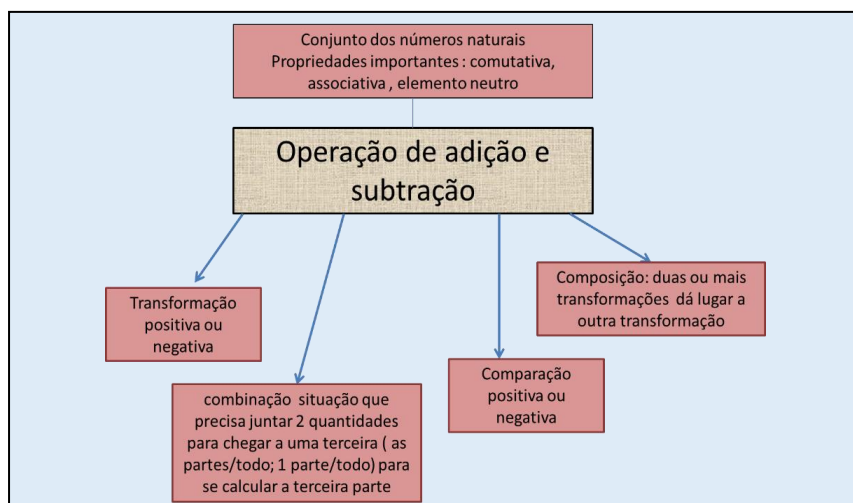 Conjunto dos números naturais
Propriedades importantes : comutativa,
associativa , elemento neutro
Operação de adição e
subtração
Transformação
positiva ou
negativa
combinação situação que
precisa juntar 2 quantidades
para chegar a uma terceira ( as
partes/todo; 1 parte/todo) para
se calcular a terceira parte
Comparação
positiva ou
negativa
Composição: duas ou mais
transformações dá lugar a
outra transformação